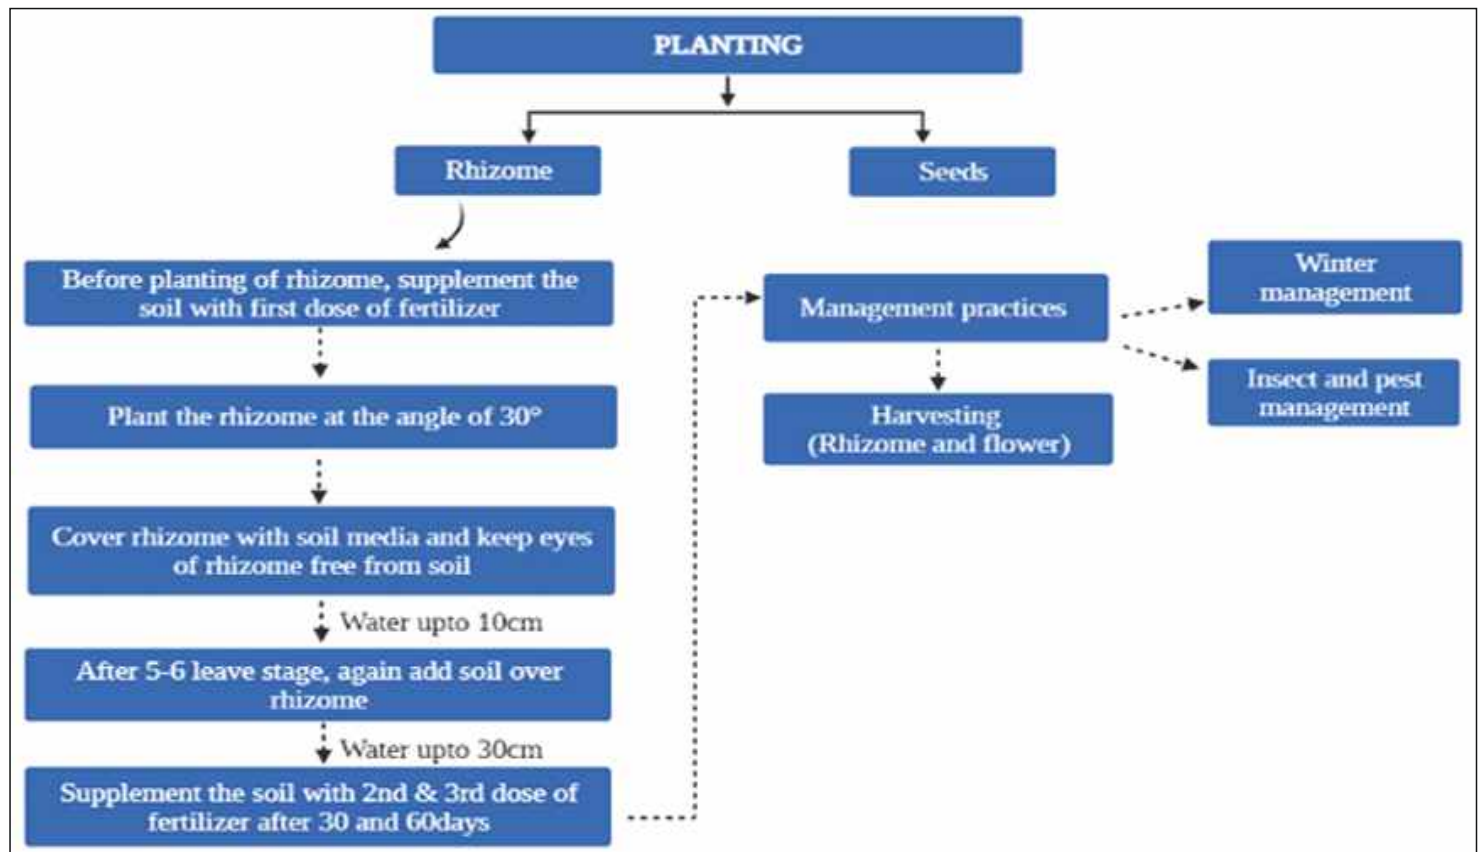 PLANTING
Rhizome
Seeds
Before planting of rhizome, supplement the
soil with first dose of fertilizer
Plant the rhizome at the angle of 30°
Cover rhizome with soil media and keep eyes
of rhizome free from soil
Water upto 10cm
After 5-6 leave stage, again add soil over
rhizome
Water upto 30cm
Supplement the soil with 2nd & 3rd dose of
fertilizer after 30 and 60days
Management practices
Winter
management
Insect and pest
management
Harvesting
(Rhizome and flower)